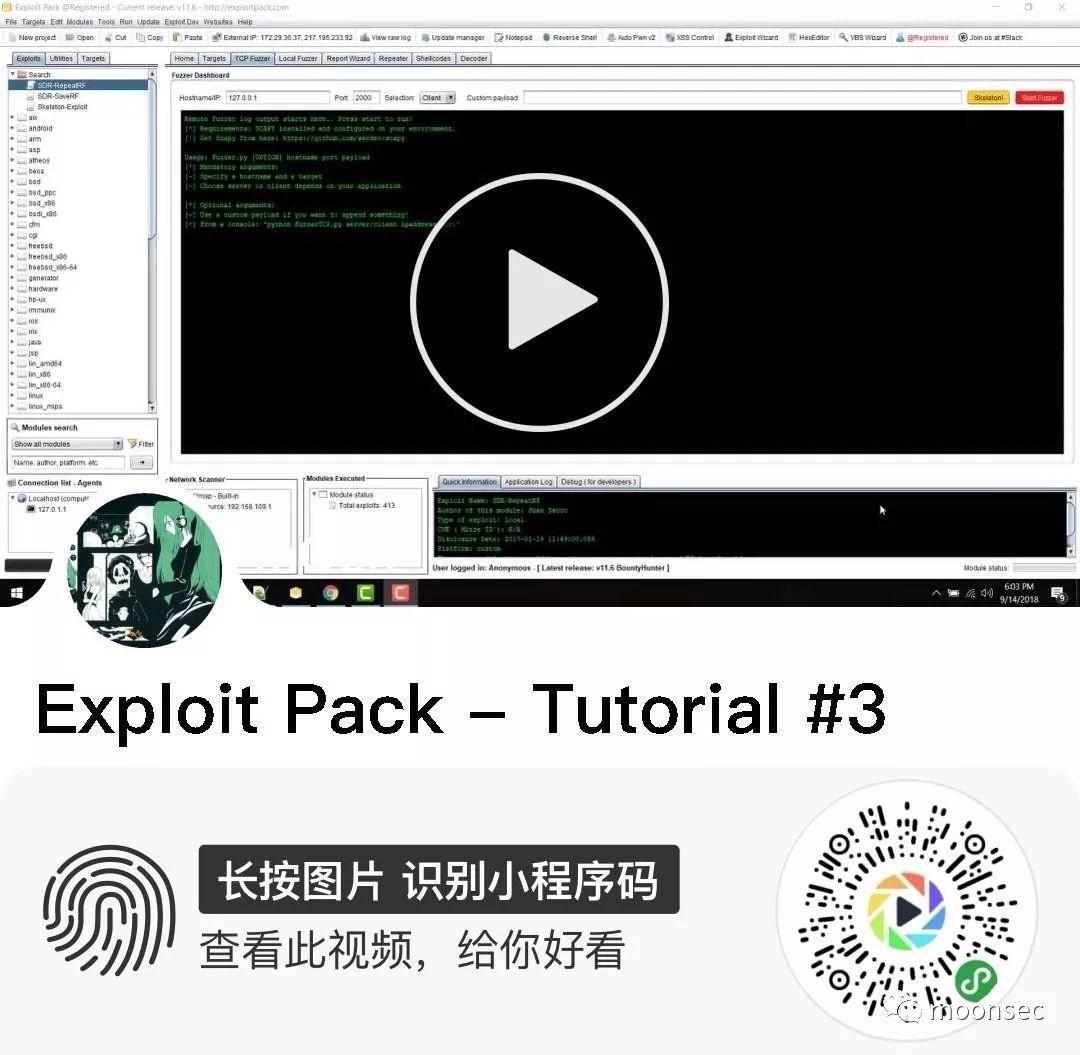 Exploit Pack @Registered - Current release: v11.6 - http://exploitpack.com
File Targets Edit Modules Tools Run Update Exploit Dev Websites Help
New project Open Cut Copy Paste External IP: 172.29.36.37, 217.195.233.92 View raw log Update manager Notepad Reverse Shell Auto Pwn v2 XSS Control Exploit Wizard HexEditor VBS Wizard @Registered Join us at #Slack
Exploits Utilities Targets
Home Targets TCP Fuzzer Local Fuzzer Report Wizard Repeater Shellcodes Decoder
Search
SDR-RepeatRF
SDR-SaveRF
Skeleton-Exploit
aix
android
arm
asp
atheos
beos
bsd
bsd_ppc
bsd_x86
bsdi_x86
cfm
cgi
freebsd
freebsd_x86
freebsd_x86-64
generator
hardware
hp-ux
immunix
ios
irix
java
jsp
lin_amd64
lin_x86
lin_x86-64
linux
linux_mips
Fuzzer Dashboard
Hostname/IP: 127.0.0.1 Port: 2000 Selection: Client Custom payload: Skeleton! Start Fuzzer
Remote Fuzzer log output starts here.. Press start to run!
[*] Requirements: SCAPY installed and configured on your environment.
[!] Get Scapy from here: https://github.com/secdev/scapy
Usage: Fuzzer.py [OPTION] hostname port payload
[*] Mandatory arguments:
[-] Specify a hostname and a target
[-] Choose server or client depends on your application
[*] Optional arguments:
[-] Use a custom payload if you want to append something!
[*] From a console: "python FuzzerTCP.py server/client ipaddress
Modules search
Show all modules Filter
Name, author, platform, etc.
Connection list - Agents
Localhost (compu
127.0.1.1
Network Scanner
map - Built-in
ource: 192.168.109.1
Modules Executed
Module status
Total exploits: 413
Quick Information Application Log Debug ( for developers )
Exploit Name: SDR-RepeatRF
Author of this module: Juan Sacco
Type of exploit: Local
CVE ( Mitre ID ): N/A
Disclosure Date: 2017-01-19
Platform: custom
User logged in: Anonymous - [ Latest release: v11.6 BountyHunter ]
Module status:
6:03 PM
9/14/2018
9
Exploit Pack – Tutorial #3
长按图片 识别小程序码
查看此视频，给你好看
moonsec